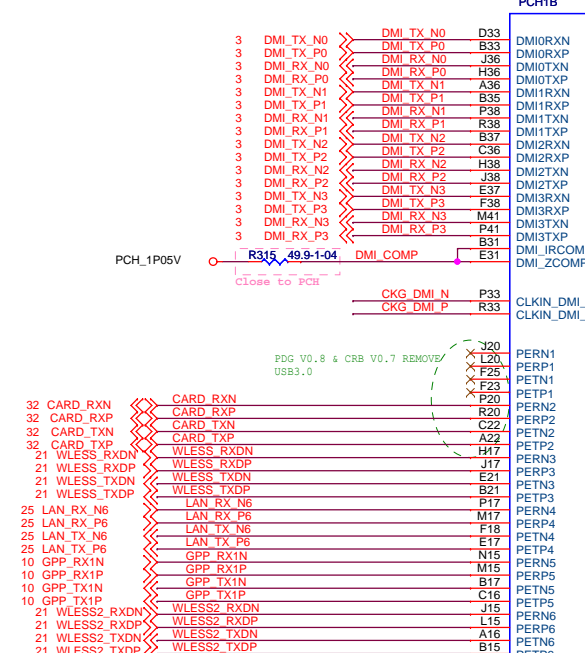 PCH1B
3 DMI_TX_N0 DMI_TX_N0 D33 DMI0RXN
3 DMI_TX_P0 DMI_TX_P0 B33 DMI0RXP
3 DMI_RX_N0 DMI_RX_N0 J36 DMI0TXN
3 DMI_RX_P0 DMI_RX_P0 H36 DMI0TXP
3 DMI_TX_N1 DMI_TX_N1 A36 DMI1RXN
3 DMI_TX_P1 DMI_TX_P1 B35 DMI1RXP
3 DMI_RX_N1 DMI_RX_N1 P38 DMI1TXN
3 DMI_RX_P1 DMI_RX_P1 R38 DMI1TXP
3 DMI_TX_N2 DMI_TX_N2 B37 DMI2RXN
3 DMI_TX_P2 DMI_TX_P2 C36 DMI2RXP
3 DMI_RX_N2 DMI_RX_N2 H38 DMI2TXN
3 DMI_RX_P2 DMI_RX_P2 J38 DMI2TXP
3 DMI_TX_N3 DMI_TX_N3 E37 DMI3RXN
3 DMI_TX_P3 DMI_TX_P3 F38 DMI3RXP
3 DMI_RX_N3 DMI_RX_N3 M41 DMI3TXN
3 DMI_RX_P3 DMI_RX_P3 P41 DMI3TXP
B31 DMI_IRCOM
PCH_1P05V R315 49.9-1-04 DMI_COMP E31 DMI_ZCOMP
Close to PCH
CKG_DMI_N P33 CLKIN_DMI_
CKG_DMI_P R33 CLKIN_DMI_
J20 PERN1
PDG V0.8 & CRB V0.7 REMOVE L20 PERP1
USB3.0 F25 PETN1
F23 PETP1
32 CARD_RXN CARD_RXN P20 PERN2
32 CARD_RXP CARD_RXP R20 PERP2
32 CARD_TXN CARD_TXN C22 PETN2
32 CARD_TXP CARD_TXP A22 PETP2
21 WLESS_RXDN WLESS_RXDN H17 PERN3
21 WLESS_RXDP WLESS_RXDP J17 PERP3
21 WLESS_TXDN WLESS_TXDN E21 PETN3
21 WLESS_TXDP WLESS_TXDP B21 PETP3
25 LAN_RX_N6 LAN_RX_N6 P17 PERN4
25 LAN_RX_P6 LAN_RX_P6 M17 PERP4
25 LAN_TX_N6 LAN_TX_N6 F18 PETN4
25 LAN_TX_P6 LAN_TX_P6 E17 PETP4
10 GPP_RX1N GPP_RX1N N15 PERN5
10 GPP_RX1P GPP_RX1P M15 PERP5
10 GPP_TX1N GPP_TX1N B17 PETN5
10 GPP_TX1P GPP_TX1P C16 PETP5
21 WLESS2_RXDN WLESS2_RXDN J15 PERN6
21 WLESS2_RXDP WLESS2_RXDP L15 PERP6
21 WLESS2_TXDN WLESS2_TXDN A16 PETN6
21 WLESS2_TXDP WLESS2_TXDP B15